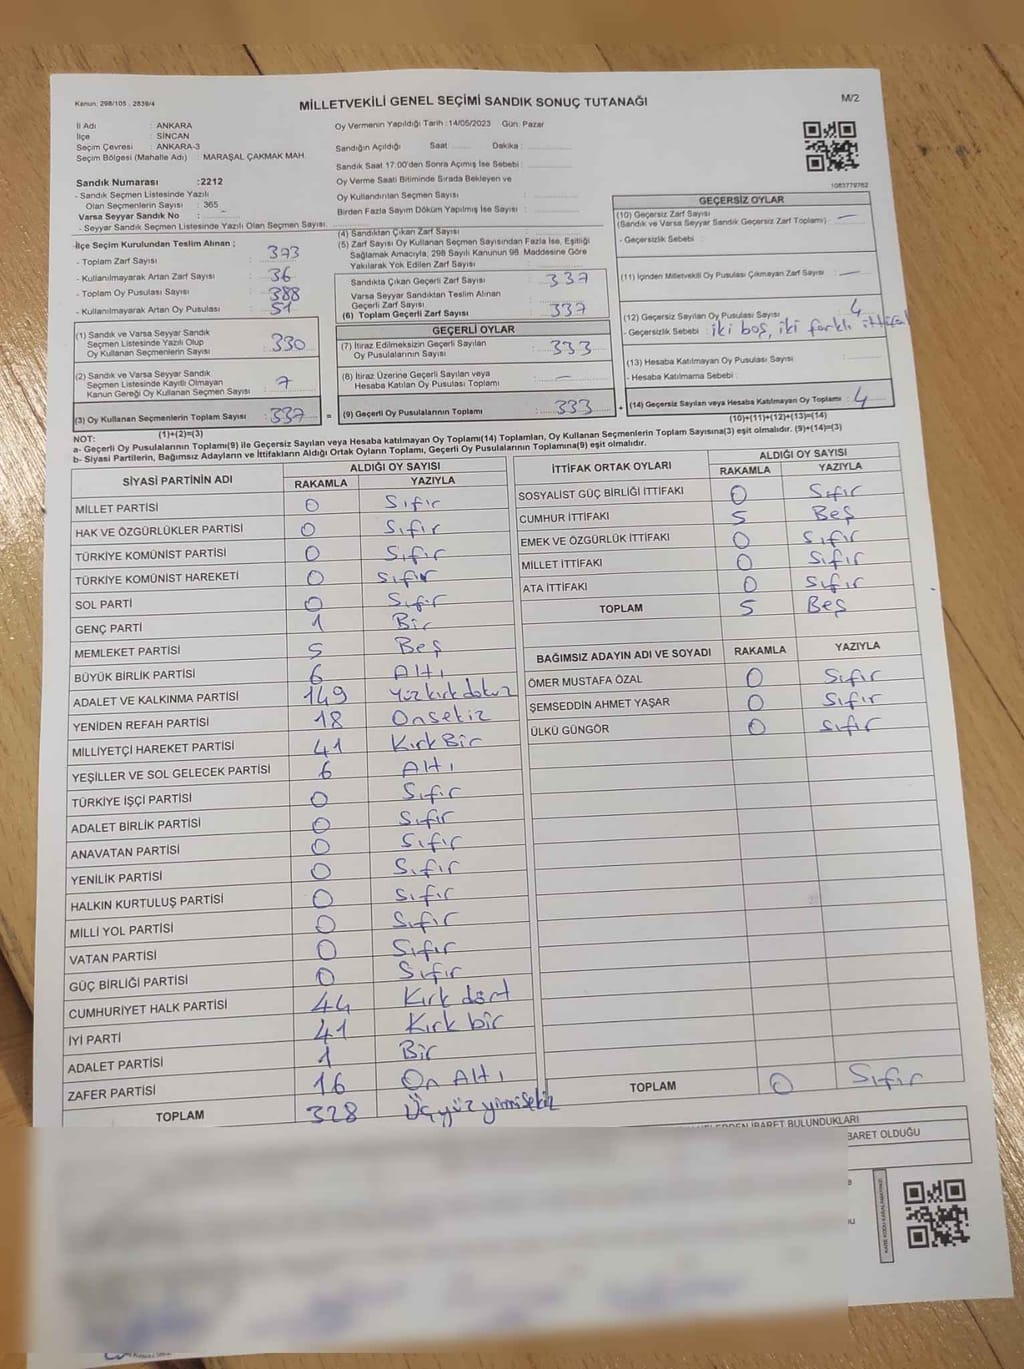 Kanun: 298/105 . 2839/4
MİLLETVEKİLİ GENEL SEÇİMİ SANDIK SONUÇ TUTANAĞI
M/2
İl Adı : ANKARA
İlçe : SİNCAN
Seçim Çevresi : ANKARA-3
Seçim Bölgesi (Mahalle Adı) : MARAŞAL ÇAKMAK MAH.
Sandık Numarası :2212
- Sandık Seçmen Listesinde Yazılı
Olan Seçmenlerin Sayısı : 365
Varsa Seyyar Sandık No :
- Seyyar Seçmen Listesinde Yazılı Olan Seçmen Sayısı
Oy Vermenin Yapıldığı Tarih :14/05/2023 Gün: Pazar
Sandığın Açıldığı Saat: Dakika :
Sandık Saat 17:00'den Sonra Açımış İse Sebebi :
Oy Verme Saati Bitiminde Sırada Bekleyen ve
Oy Kullandırılan Seçmen Sayısı :
Birden Fazla Sayım Döküm Yapılmış İse Sayısı :
1083779762
İlçe Seçim Kurulundan Teslim Alınan ;
- Toplam Zarf Sayısı : 373
- Kullanılmayarak Artan Zarf Sayısı : 36
- Toplam Oy Pusulası Sayısı : 388
- Kullanılmayarak Artan Oy Pusulası : 51
(1) Sandık ve Varsa Seyyar Sandık
Seçmen Listesinde Yazılı Olup
Oy Kullanan Seçmenlerin Sayısı : 330
(2) Sandık ve Varsa Seyyar Sandık
Seçmen Listesinde Kayıtlı Olmayan
Kanun Gereği Oy Kullanan Seçmen Sayısı : 7
(3) Oy Kullanan Seçmenlerin Toplam Sayısı : 337 =
(1)+(2)=(3)
(4) Sandıktan Çıkan Zarf Sayısı :
(5) Zarf Sayısı Oy Kullanan Seçmen Sayısından Fazla İse, Eşitliği
Sağlamak Amacıyla, 298 Sayılı Kanunun 98. Maddesine Göre
Yakılarak Yok Edilen Zarf Sayısı :
Sandıkta Çıkan Geçerli Zarf Sayısı : 337
Varsa Seyyar Sandıktan Teslim Alınan
Geçerli Zarf Sayısı
(6) Toplam Geçerli Zarf Sayısı : 337
GEÇERLİ OYLAR
(7) İtiraz Edilmeksizin Geçerli Sayılan
Oy Pusulalarının Sayısı : 333
(8) İtiraz Üzerine Geçerli Sayılan veya
Hesaba Katılan Oy Pusulası Toplamı : —
(9) Geçerli Oy Pusulalarının Toplamı : 333 +
GEÇERSİZ OYLAR
(10) Geçersiz Zarf Sayısı
(Sandık ve Varsa Seyyar Sandık Geçersiz Zarf Toplamı) : —
- Geçersizlik Sebebi :
(11) İçinden Milletvekili Oy Pusulası Çıkmayan Zarf Sayısı : —
(12) Geçersiz Sayılan Oy Pusulası Sayısı : 4
- Geçersizlik Sebebi : iki boş, iki farklı ittifak
(13) Hesaba Katılmayan Oy Pusulası Sayısı :
- Hesaba Katılmama Sebebi :
(14) Geçersiz Sayılan veya Hesaba Katılmayan Oy Toplamı : 4
(10)+(11)+(12)+(13)=(14)
NOT:
a- Geçerli Oy Pusulalarının Toplamı(9) ile Geçersiz Sayılan veya Hesaba katılmayan Oy Toplamı(14) Toplamları, Oy Kullanan Seçmenlerin Toplam Sayısına(3) eşit olmalıdır. (9)+(14)=(3)
b- Siyasi Partilerin, Bağımsız Adayların ve İttifakların Aldığı Ortak Oyların Toplamı, Geçerli Oy Pusulalarının Toplamına(9) eşit olmalıdır.
SİYASİ PARTİNİN ADI ALDIĞI OY SAYISI
RAKAMLA YAZIYLA
MİLLET PARTİSİ 0 Sıfır
HAK VE ÖZGÜRLÜKLER PARTİSİ 0 Sıfır
TÜRKİYE KOMÜNİST PARTİSİ 0 Sıfır
TÜRKİYE KOMÜNİST HAREKETİ 0 Sıfır
SOL PARTİ 0 Sıfır
GENÇ PARTİ 1 Bir
MEMLEKET PARTİSİ 5 Beş
BÜYÜK BİRLİK PARTİSİ 6 Altı
ADALET VE KALKINMA PARTİSİ 149 Yüz kırk dokuz
YENİDEN REFAH PARTİSİ 18 Onsekiz
MİLLİYETÇİ HAREKET PARTİSİ 41 Kırk Bir
YEŞİLLER VE SOL GELECEK PARTİSİ 6 Altı
TÜRKİYE İŞÇİ PARTİSİ 0 Sıfır
ADALET BİRLİK PARTİSİ 0 Sıfır
ANAVATAN PARTİSİ 0 Sıfır
YENİLİK PARTİSİ 0 Sıfır
HALKIN KURTULUŞ PARTİSİ 0 Sıfır
MİLLİ YOL PARTİSİ 0 Sıfır
VATAN PARTİSİ 0 Sıfır
GÜÇ BİRLİĞİ PARTİSİ 0 Sıfır
CUMHURİYET HALK PARTİSİ 44 Kırk dört
İYİ PARTİ 41 Kırk bir
ADALET PARTİSİ 1 Bir
ZAFER PARTİSİ 16 On Altı
TOPLAM 328 Üçyüz yirmisekiz
İTTİFAK ORTAK OYLARI ALDIĞI OY SAYISI
RAKAMLA YAZIYLA
SOSYALİST GÜÇ BİRLİĞİ İTTİFAKI 0 Sıfır
CUMHUR İTTİFAKI 5 Beş
EMEK VE ÖZGÜRLÜK İTTİFAKI 0 Sıfır
MİLLET İTTİFAKI 0 Sıfır
ATA İTTİFAKI 0 Sıfır
TOPLAM 5 Beş
BAĞIMSIZ ADAYIN ADI VE SOYADI RAKAMLA YAZIYLA
ÖMER MUSTAFA ÖZAL 0 Sıfır
ŞEMSEDDİN AHMET YAŞAR 0 Sıfır
ÜLKÜ GÜNGÖR 0 Sıfır
TOPLAM 0 Sıfır
İBARET BULUNDUKLARI
BARET OLDUĞU